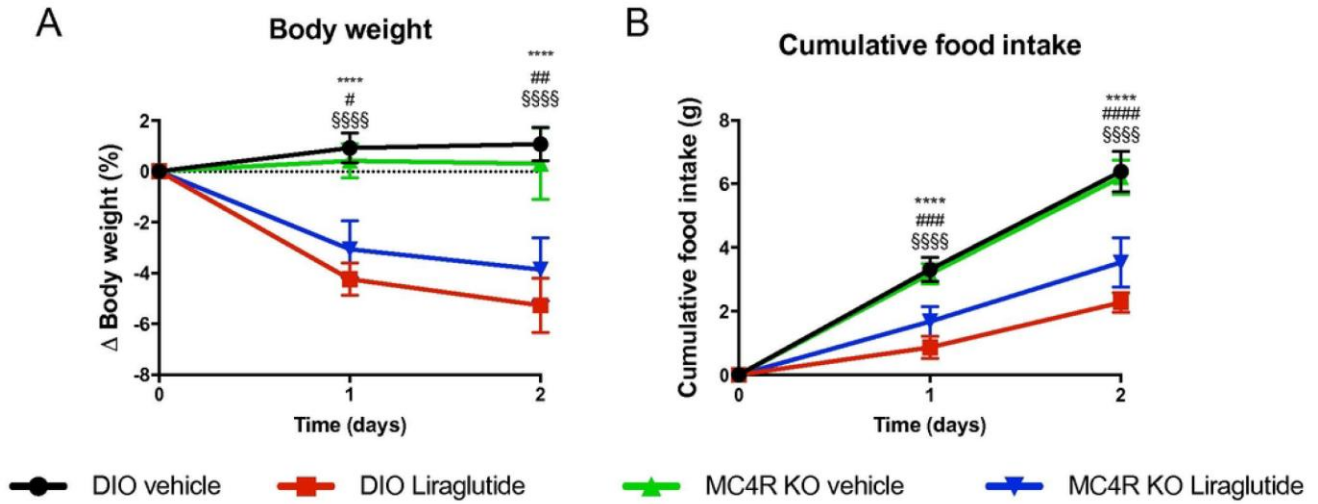 A
Body weight
****
#
§§§§
****
##
§§§§
2
0
-2
-4
-6
-8
Δ Body weight (%)
0
1
2
Time (days)
B
Cumulative food intake
****
###
§§§§
****
####
§§§§
8
6
4
2
0
Cumulative food intake (g)
0
1
2
Time (days)
DIO vehicle
DIO Liraglutide
MC4R KO vehicle
MC4R KO Liraglutide